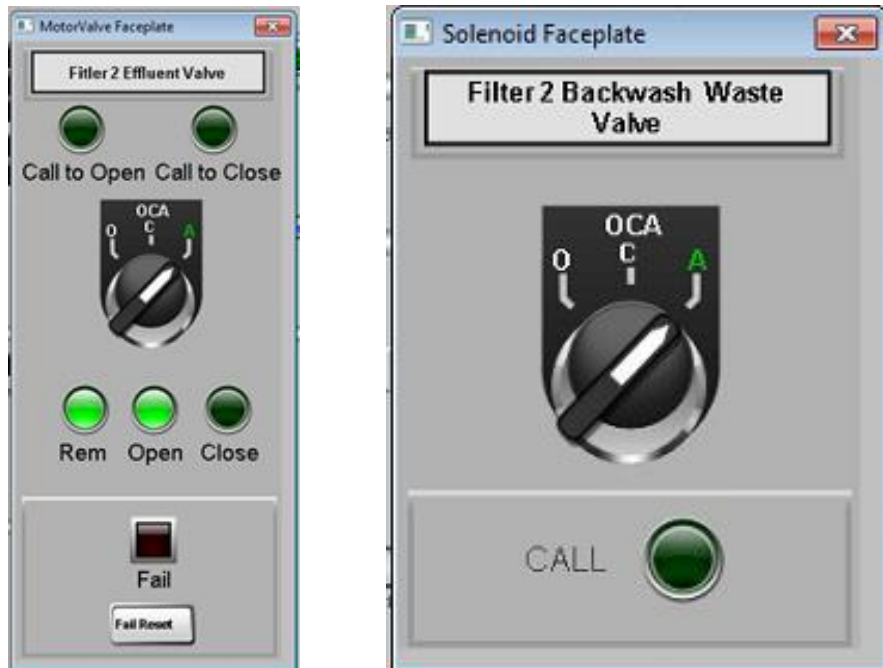 MotorValve Faceplate
Fitler 2 Effluent Valve
Call to Open Call to Close
OCA
O C A
Rem Open Close
Fail
Fail Reset
Solenoid Faceplate
Filter 2 Backwash Waste
Valve
OCA
O C A
CALL